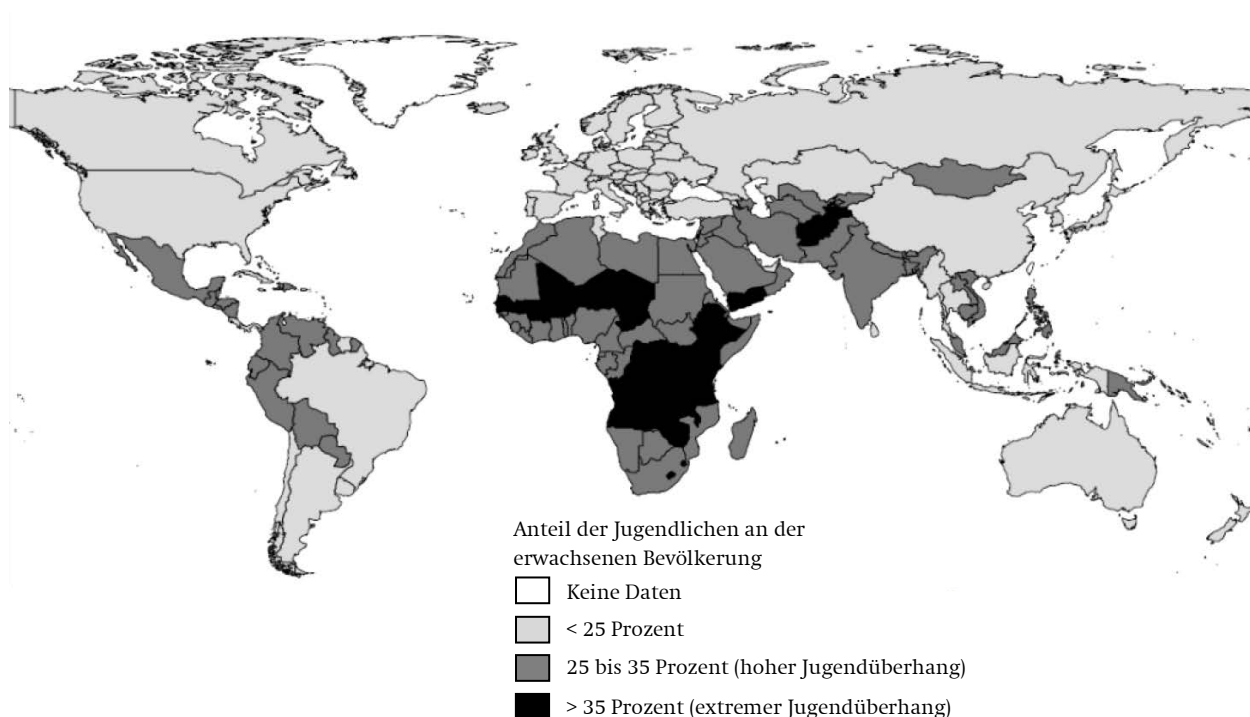 Anteil der Jugendlichen an der
erwachsenen Bevölkerung
Keine Daten
< 25 Prozent
25 bis 35 Prozent (hoher Jugendüberhang)
> 35 Prozent (extremer Jugendüberhang)